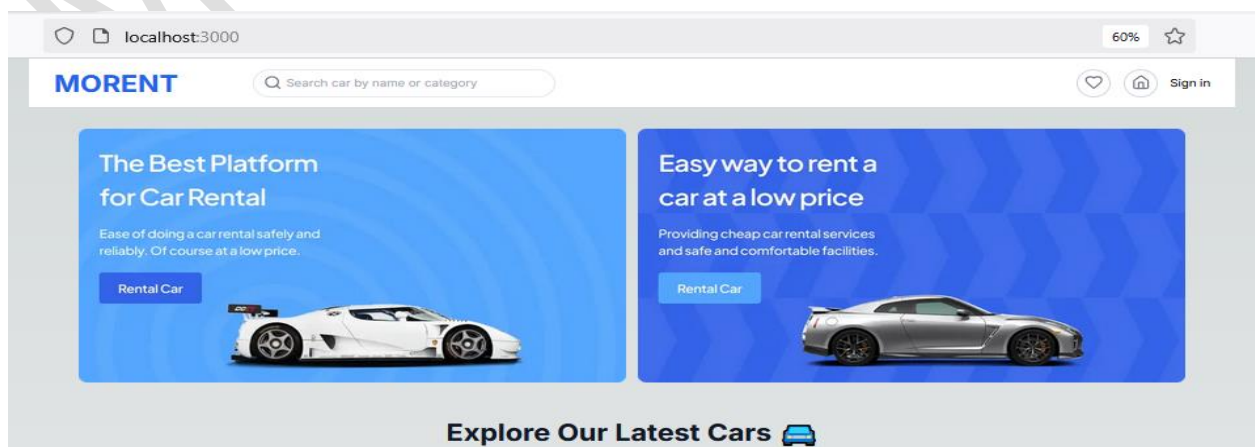 localhost:3000
60%
MORENT
Search car by name or category
Sign in
The Best Platform
for Car Rental
Ease of doing a car rental safely and
reliably. Of course at a low price.
Rental Car
Easy way to rent a
car at a low price
Providing cheap car rental services
and safe and comfortable facilities.
Rental Car
Explore Our Latest Cars 🚘